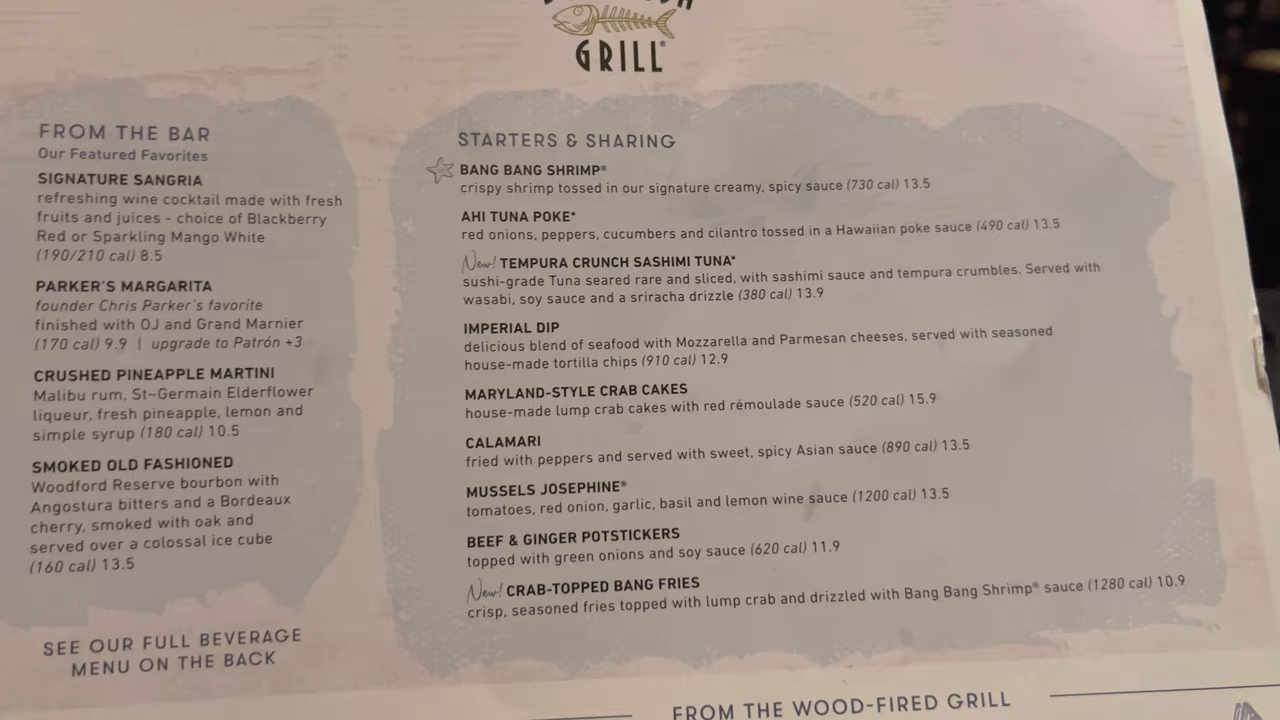 GRILL®
FROM THE BAR
Our Featured Favorites
SIGNATURE SANGRIA
refreshing wine cocktail made with fresh
fruits and juices - choice of Blackberry
Red or Sparkling Mango White
(190/210 cal) 8.5
PARKER'S MARGARITA
founder Chris Parker's favorite
finished with OJ and Grand Marnier
(170 cal) 9.9 | upgrade to Patrón +3
CRUSHED PINEAPPLE MARTINI
Malibu rum, St~Germain Elderflower
liqueur, fresh pineapple, lemon and
simple syrup (180 cal) 10.5
SMOKED OLD FASHIONED
Woodford Reserve bourbon with
Angostura bitters and a Bordeaux
cherry, smoked with oak and
served over a colossal ice cube
(160 cal) 13.5
SEE OUR FULL BEVERAGE
MENU ON THE BACK
STARTERS & SHARING
BANG BANG SHRIMP®
crispy shrimp tossed in our signature creamy, spicy sauce (730 cal) 13.5
AHI TUNA POKE*
red onions, peppers, cucumbers and cilantro tossed in a Hawaiian poke sauce (490 cal) 13.5
New! TEMPURA CRUNCH SASHIMI TUNA*
sushi-grade Tuna seared rare and sliced, with sashimi sauce and tempura crumbles. Served with
wasabi, soy sauce and a sriracha drizzle (380 cal) 13.9
IMPERIAL DIP
delicious blend of seafood with Mozzarella and Parmesan cheeses, served with seasoned
house-made tortilla chips (910 cal) 12.9
MARYLAND-STYLE CRAB CAKES
house-made lump crab cakes with red rémoulade sauce (520 cal) 15.9
CALAMARI
fried with peppers and served with sweet, spicy Asian sauce (890 cal) 13.5
MUSSELS JOSEPHINE®
tomatoes, red onion, garlic, basil and lemon wine sauce (1200 cal) 13.5
BEEF & GINGER POTSTICKERS
topped with green onions and soy sauce (620 cal) 11.9
New! CRAB-TOPPED BANG FRIES
crisp, seasoned fries topped with lump crab and drizzled with Bang Bang Shrimp® sauce (1280 cal) 10.9
FROM THE WOOD-FIRED GRILL